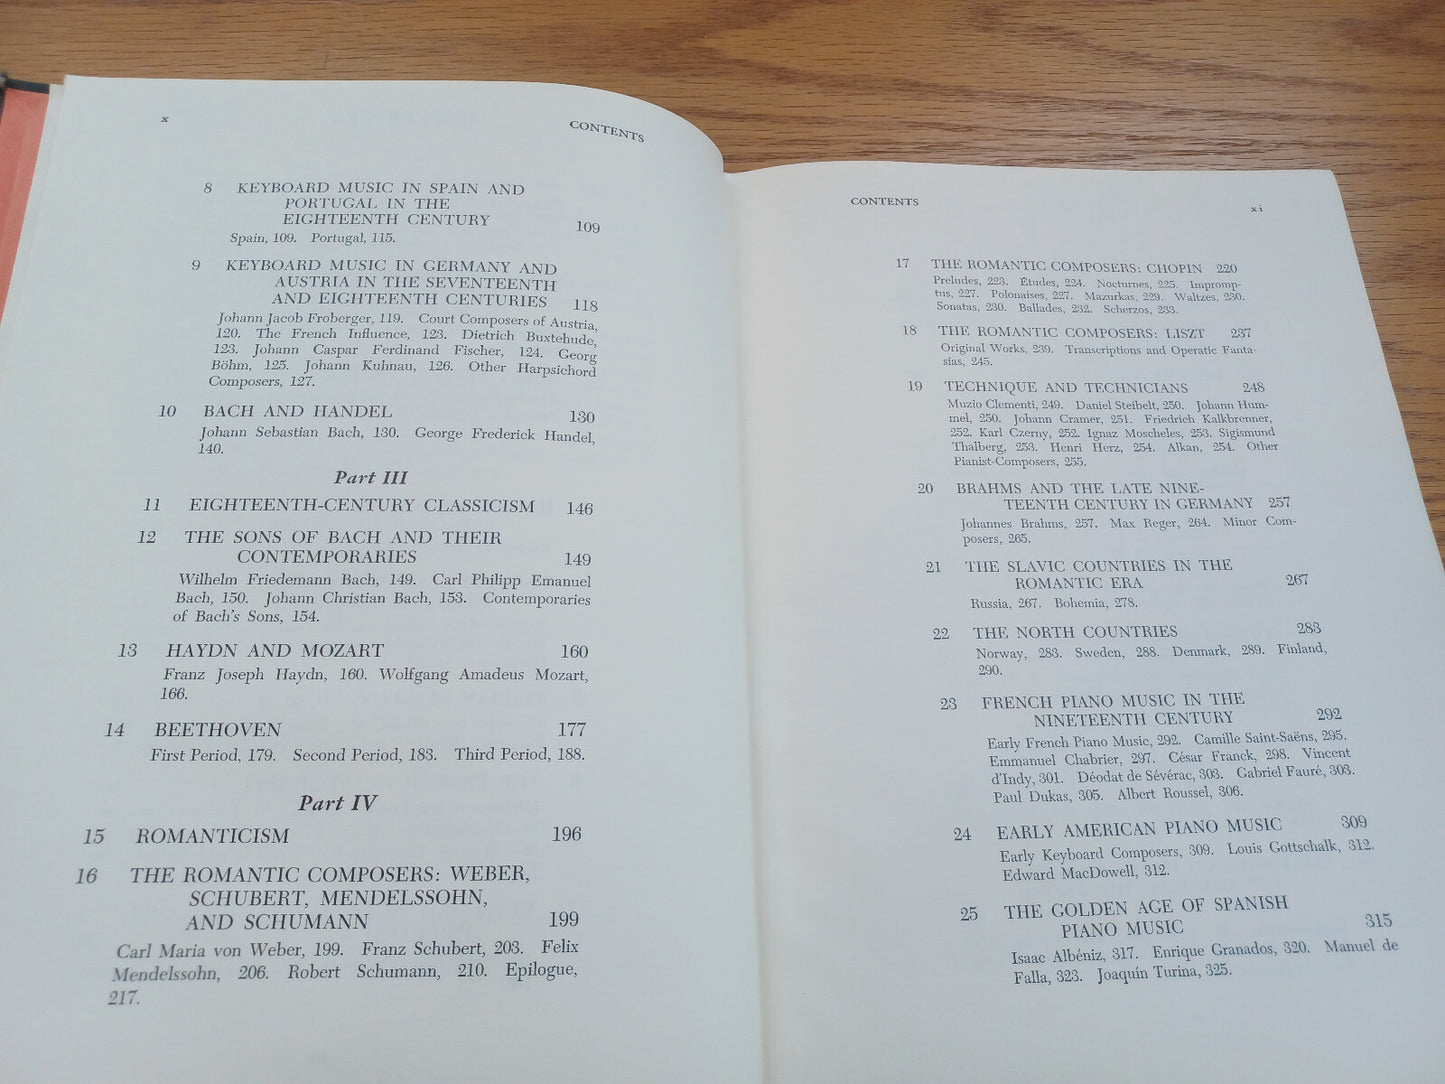 x
CONTENTS
8 KEYBOARD MUSIC IN SPAIN AND
PORTUGAL IN THE
EIGHTEENTH CENTURY 109
Spain, 109. Portugal, 115.
9 KEYBOARD MUSIC IN GERMANY AND
AUSTRIA IN THE SEVENTEENTH
AND EIGHTEENTH CENTURIES 118
Johann Jacob Froberger, 119. Court Composers of Austria,
120. The French Influence, 123. Dietrich Buxtehude,
123. Johann Caspar Ferdinand Fischer, 124. Georg
Böhm, 125. Johann Kuhnau, 126. Other Harpsichord
Composers, 127.
10 BACH AND HANDEL 130
Johann Sebastian Bach, 130. George Frederick Handel,
140.
Part III
11 EIGHTEENTH-CENTURY CLASSICISM 146
12 THE SONS OF BACH AND THEIR
CONTEMPORARIES 149
Wilhelm Friedemann Bach, 149. Carl Philipp Emanuel
Bach, 150. Johann Christian Bach, 153. Contemporaries
of Bach's Sons, 154.
13 HAYDN AND MOZART 160
Franz Joseph Haydn, 160. Wolfgang Amadeus Mozart,
166.
14 BEETHOVEN 177
First Period, 179. Second Period, 183. Third Period, 188.
Part IV
15 ROMANTICISM 196
16 THE ROMANTIC COMPOSERS: WEBER,
SCHUBERT, MENDELSSOHN,
AND SCHUMANN 199
Carl Maria von Weber, 199. Franz Schubert, 203. Felix
Mendelssohn, 206. Robert Schumann, 210. Epilogue,
217.
CONTENTS
xi
17 THE ROMANTIC COMPOSERS: CHOPIN 220
Preludes, 223. Études, 224. Nocturnes, 225. Impromp-
tus, 227. Polonaises, 227. Mazurkas, 229. Waltzes, 230.
Sonatas, 230. Ballades, 232. Scherzos, 233.
18 THE ROMANTIC COMPOSERS: LISZT 237
Original Works, 239. Transcriptions and Operatic Fanta-
sias, 245.
19 TECHNIQUE AND TECHNICIANS 248
Muzio Clementi, 249. Daniel Steibelt, 250. Johann Hum-
mel, 250. Johann Cramer, 251. Friedrich Kalkbrenner,
252. Karl Czerny, 252. Ignaz Moscheles, 253. Sigismund
Thalberg, 253. Henri Herz, 254. Alkan, 254. Other
Pianist-Composers, 255.
20 BRAHMS AND THE LATE NINE-
TEENTH CENTURY IN GERMANY 257
Johannes Brahms, 257. Max Reger, 264. Minor Com-
posers, 265.
21 THE SLAVIC COUNTRIES IN THE
ROMANTIC ERA 267
Russia, 267. Bohemia, 278.
22 THE NORTH COUNTRIES 283
Norway, 283. Sweden, 288. Denmark, 289. Finland,
290.
23 FRENCH PIANO MUSIC IN THE
NINETEENTH CENTURY 292
Early French Piano Music, 292. Camille Saint-Saëns, 295.
Emmanuel Chabrier, 297. César Franck, 298. Vincent
d'Indy, 301. Déodat de Sévérac, 303. Gabriel Fauré, 303.
Paul Dukas, 305. Albert Roussel, 306.
24 EARLY AMERICAN PIANO MUSIC 309
Early Keyboard Composers, 309. Louis Gottschalk, 312.
Edward MacDowell, 312.
25 THE GOLDEN AGE OF SPANISH
PIANO MUSIC 315
Isaac Albéniz, 317. Enrique Granados, 320. Manuel de
Falla, 323. Joaquín Turina, 325.